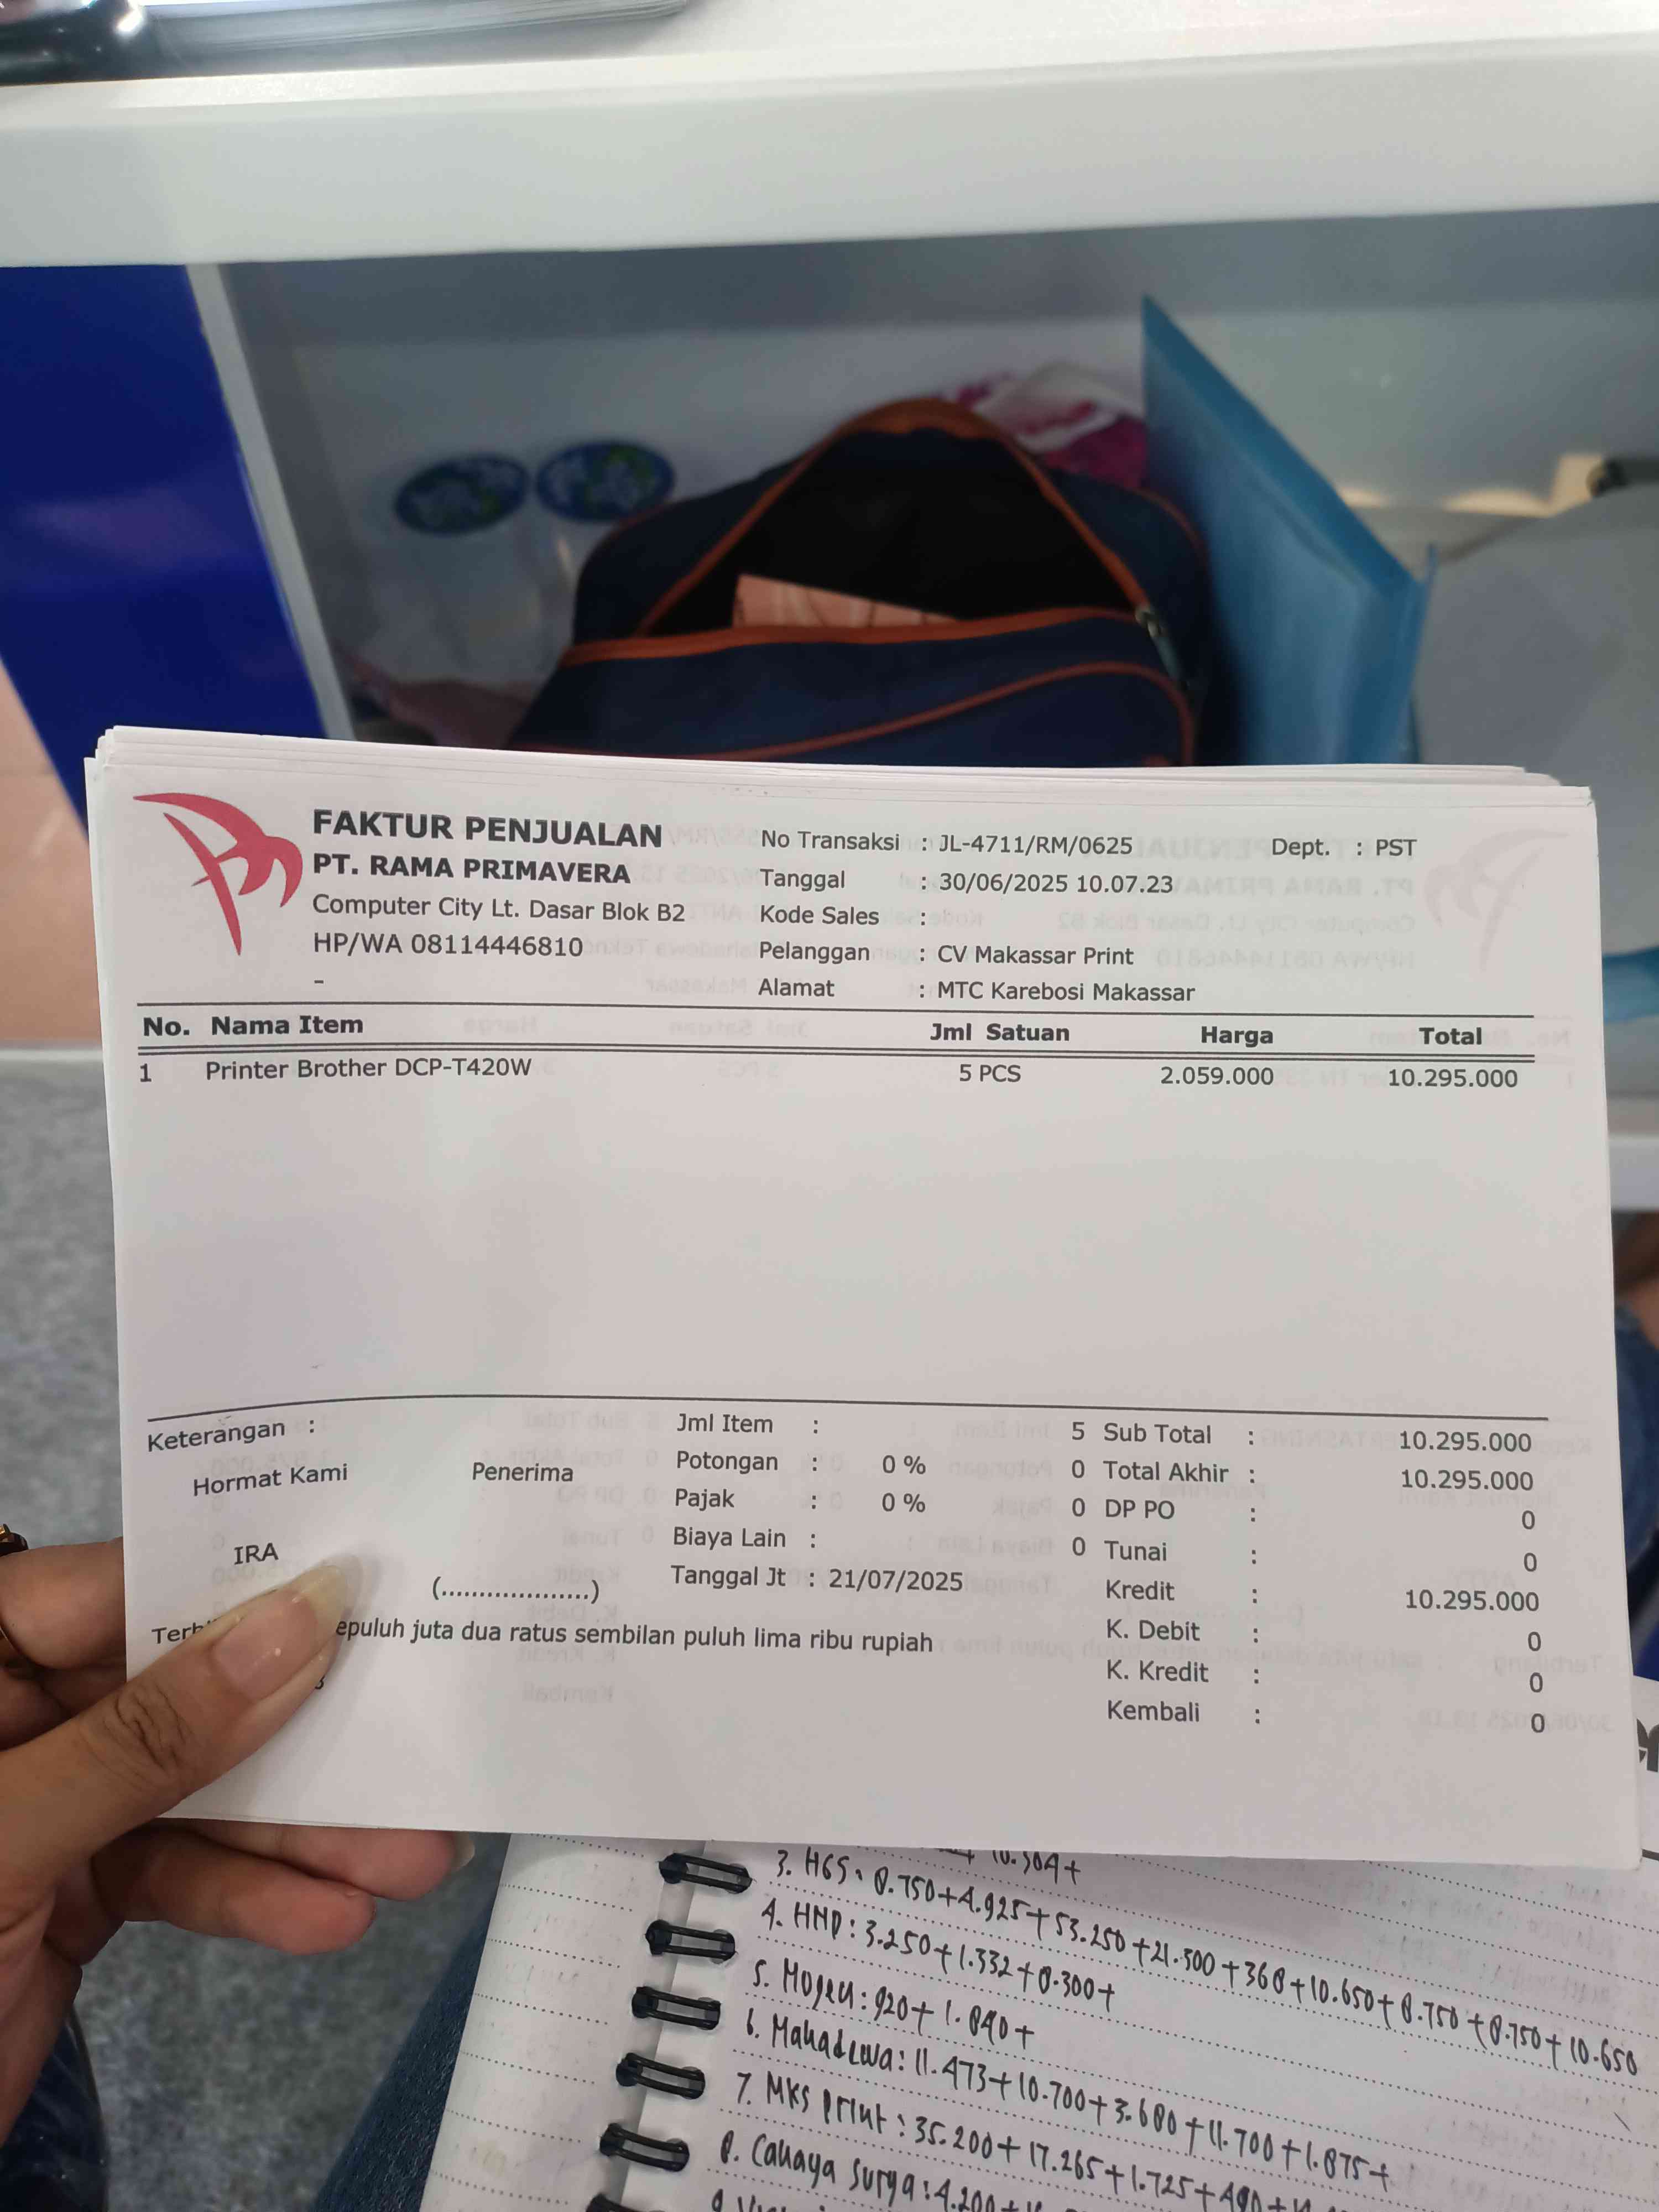 FAKTUR PENJUALAN
PT. RAMA PRIMAVERA
Computer City Lt. Dasar Blok B2
HP/WA 08114446810
-
No Transaksi : JL-4711/RM/0625
Dept. : PST
Tanggal : 30/06/2025 10.07.23
Kode Sales :
Pelanggan : CV Makassar Print
Alamat : MTC Karebosi Makassar
No. Nama Item Jml Satuan Harga Total
1 Printer Brother DCP-T420W 5 PCS 2.059.000 10.295.000
Keterangan :
Hormat Kami
Penerima
IRA
(..................)
Jml Item : 5
Potongan : 0 % 0
Pajak : 0 % 0
Biaya Lain : 0
Tanggal Jt : 21/07/2025
Sub Total : 10.295.000
Total Akhir : 10.295.000
DP PO : 0
Tunai : 0
Kredit : 10.295.000
K. Debit : 0
K. Kredit : 0
Kembali : 0
epuluh juta dua ratus sembilan puluh lima ribu rupiah
3. HGS: 8.750+4.925+53.250+21.300+368+10.650+8.750+8.750+10.650
4. HND: 3.250+1.332+8.300+
5. : 920+1.840+
6. Mahadewa: 11.473+10.700+3.680+11.700+1.875+
7. MKS Print: 35.200+17.265+1.725+490+
8. Cahaya Surya: 4.200+